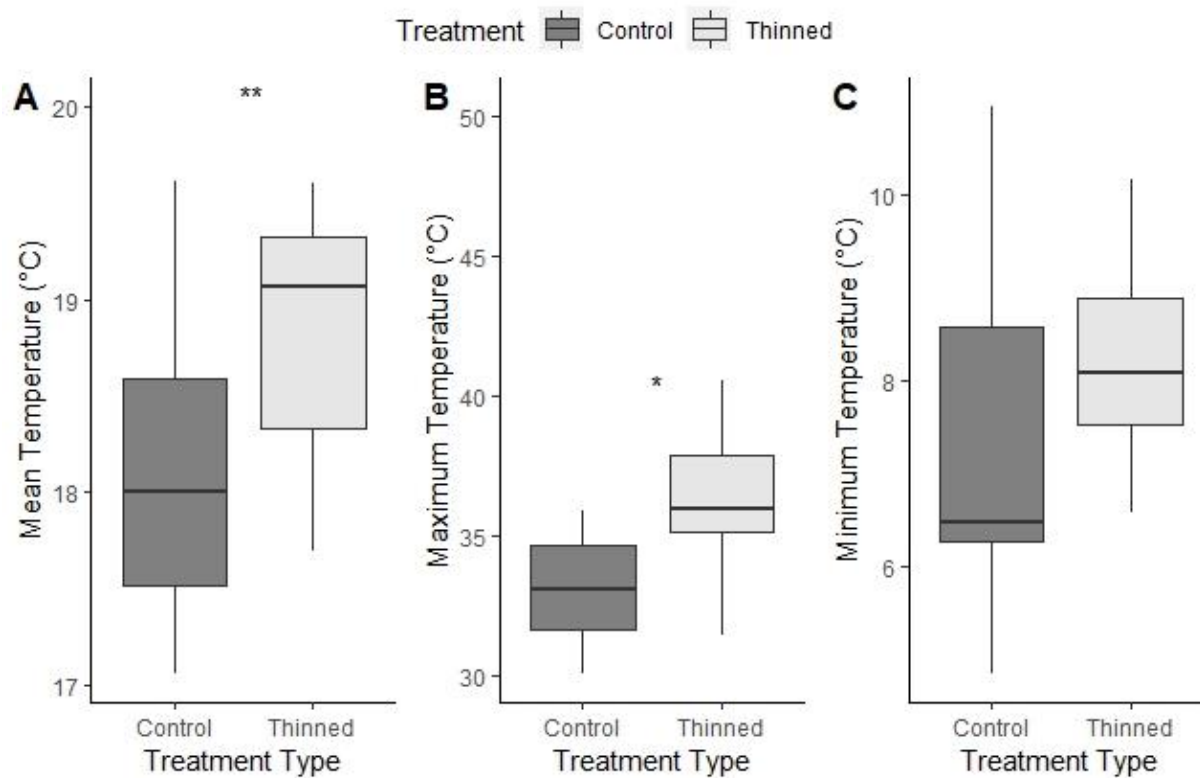 Treatment Control Thinned
A
**
20
19
18
17
Mean Temperature (°C)
Control Thinned
Treatment Type
B
*
50
45
40
35
30
Maximum Temperature (°C)
Control Thinned
Treatment Type
C
10
8
6
Minimum Temperature (°C)
Control Thinned
Treatment Type